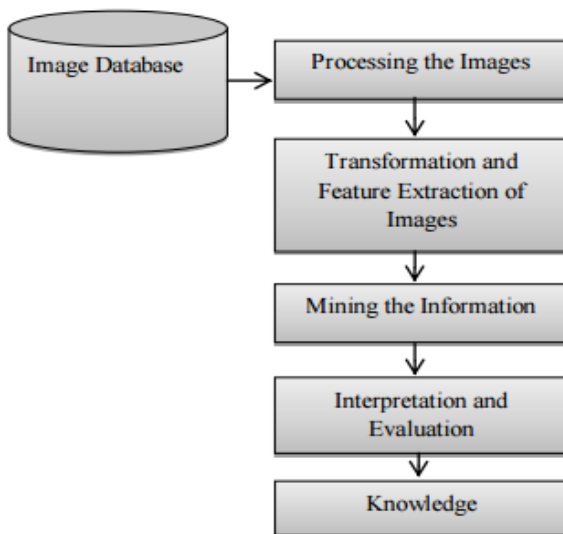 Image Database
Processing the Images
Transformation and
Feature Extraction of
Images
Mining the Information
Interpretation and
Evaluation
Knowledge